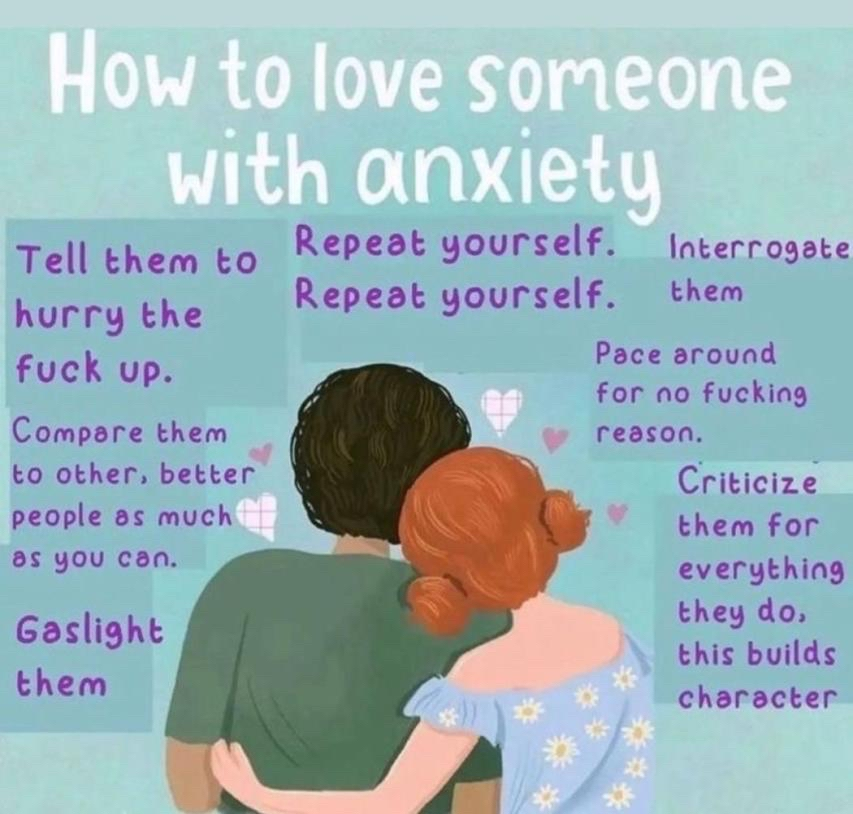 How to love someone
with anxiety
Tell them to
hurry the
fuck up.
Repeat yourself.
Repeat yourself.
Interrogate
them
Pace around
for no fucking
reason.
Compare them
to other, better
people as much
as you can.
Criticize
them for
everything
they do,
this builds
character
Gaslight
them